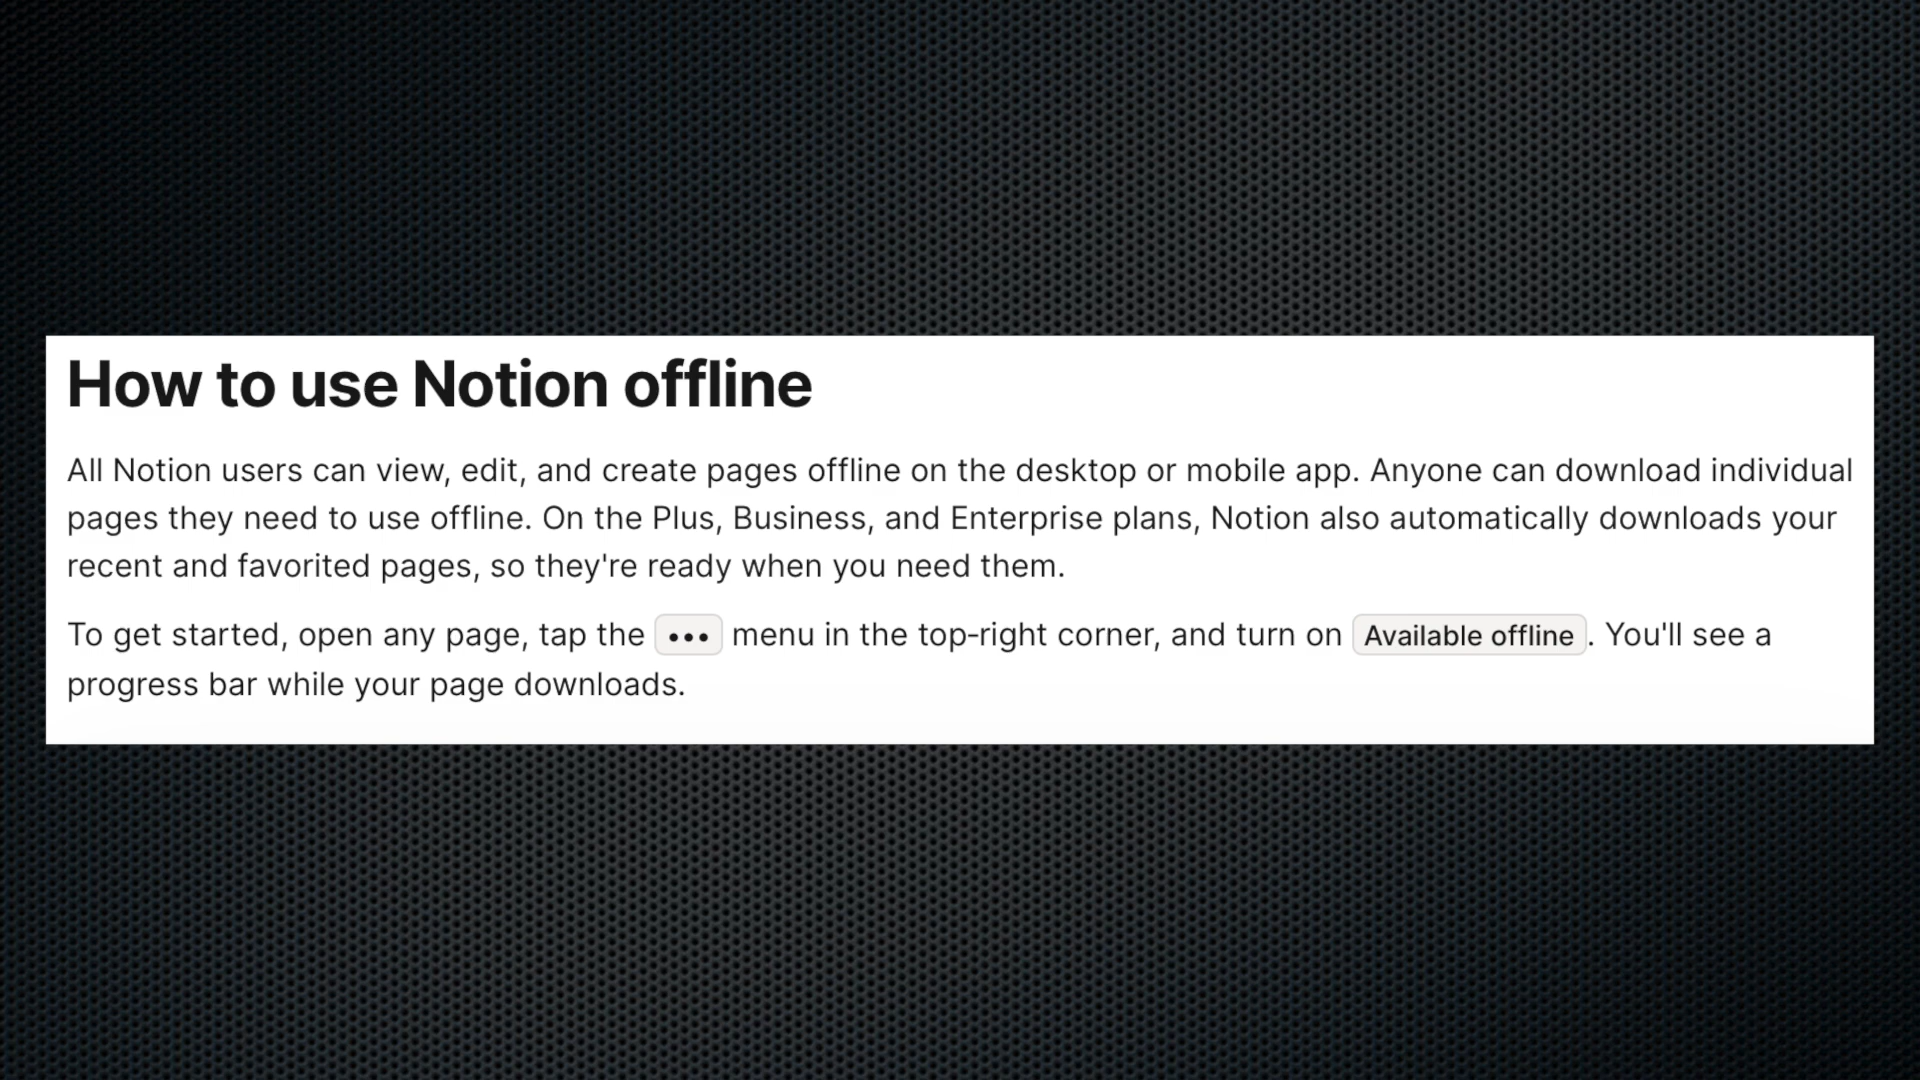 How to use Notion offline
All Notion users can view, edit, and create pages offline on the desktop or mobile app. Anyone can download individual
pages they need to use offline. On the Plus, Business, and Enterprise plans, Notion also automatically downloads your
recent and favorited pages, so they're ready when you need them.
To get started, open any page, tap the ••• menu in the top-right corner, and turn on Available offline. You'll see a
progress bar while your page downloads.